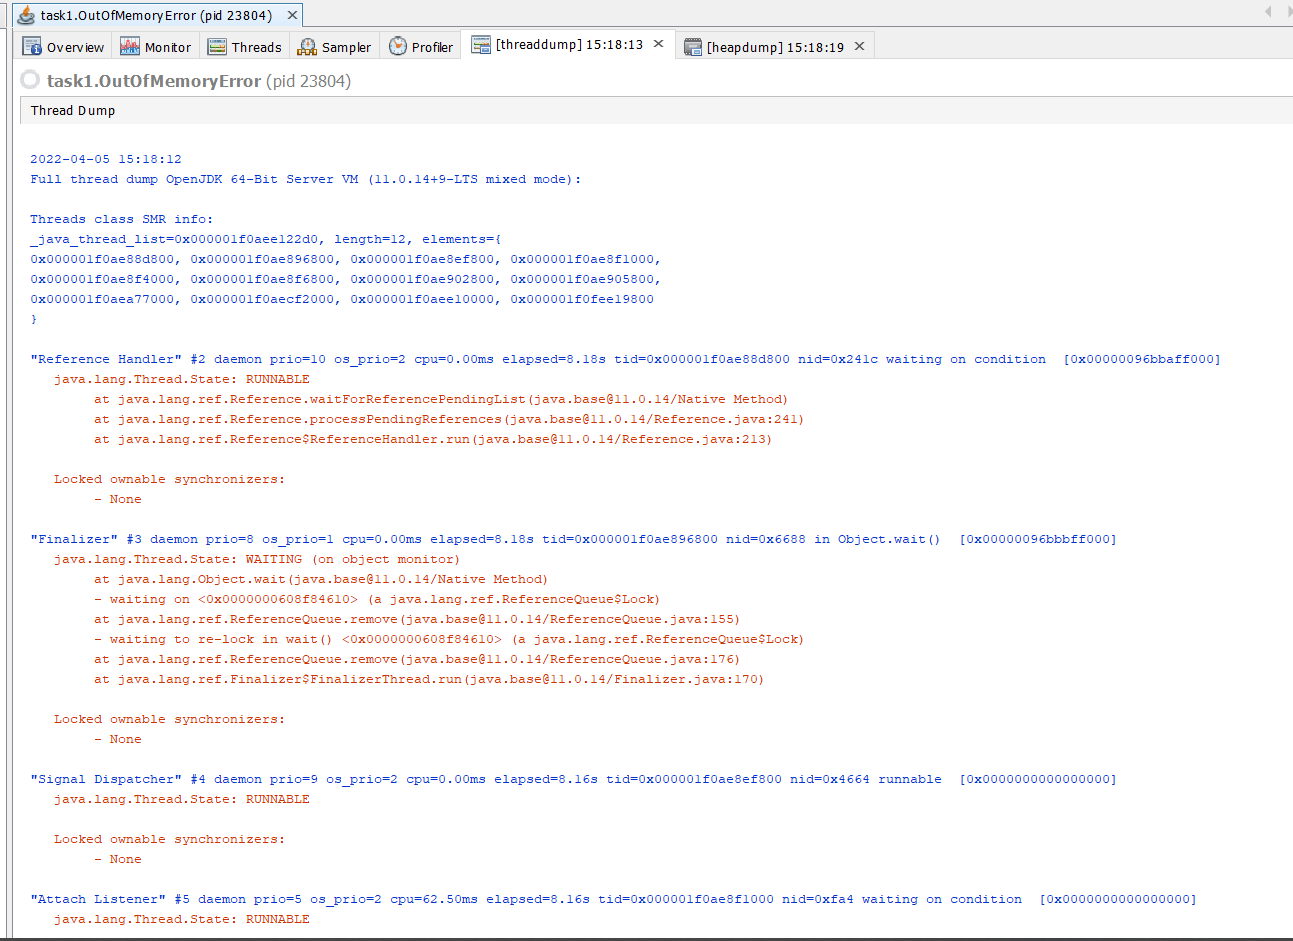 task1.OutOfMemoryError (pid 23804)
Overview Monitor Threads Sampler Profiler [threaddump] 15:18:13 [heapdump] 15:18:19
task1.OutOfMemoryError (pid 23804)
Thread Dump
2022-04-05 15:18:12
Full thread dump OpenJDK 64-Bit Server VM (11.0.14+9-LTS mixed mode):
Threads class SMR info:
_java_thread_list=0x000001f0aee122d0, length=12, elements={
0x000001f0ae88d800, 0x000001f0ae896800, 0x000001f0ae8ef800, 0x000001f0ae8f1000,
0x000001f0ae8f4000, 0x000001f0ae8f6800, 0x000001f0ae902800, 0x000001f0ae905800,
0x000001f0aea77000, 0x000001f0aecf2000, 0x000001f0aee10000, 0x000001f0fee19800
}
"Reference Handler" #2 daemon prio=10 os_prio=2 cpu=0.00ms elapsed=8.18s tid=0x000001f0ae88d800 nid=0x241c waiting on condition  [0x00000096bbaff000]
java.lang.Thread.State: RUNNABLE
at java.lang.ref.Reference.waitForReferencePendingList(java.base@11.0.14/Native Method)
at java.lang.ref.Reference.processPendingReferences(java.base@11.0.14/Reference.java:241)
at java.lang.ref.Reference$ReferenceHandler.run(java.base@11.0.14/Reference.java:213)
Locked ownable synchronizers:
- None
"Finalizer" #3 daemon prio=8 os_prio=1 cpu=0.00ms elapsed=8.18s tid=0x000001f0ae896800 nid=0x6688 in Object.wait()  [0x00000096bbbff000]
java.lang.Thread.State: WAITING (on object monitor)
at java.lang.Object.wait(java.base@11.0.14/Native Method)
- waiting on <0x0000000608f84610> (a java.lang.ref.ReferenceQueue$Lock)
at java.lang.ref.ReferenceQueue.remove(java.base@11.0.14/ReferenceQueue.java:155)
- waiting to re-lock in wait() <0x0000000608f84610> (a java.lang.ref.ReferenceQueue$Lock)
at java.lang.ref.ReferenceQueue.remove(java.base@11.0.14/ReferenceQueue.java:176)
at java.lang.ref.Finalizer$FinalizerThread.run(java.base@11.0.14/Finalizer.java:170)
Locked ownable synchronizers:
- None
"Signal Dispatcher" #4 daemon prio=9 os_prio=2 cpu=0.00ms elapsed=8.16s tid=0x000001f0ae8ef800 nid=0x4664 runnable  [0x0000000000000000]
java.lang.Thread.State: RUNNABLE
Locked ownable synchronizers:
- None
"Attach Listener" #5 daemon prio=5 os_prio=2 cpu=62.50ms elapsed=8.16s tid=0x000001f0ae8f1000 nid=0xfa4 waiting on condition  [0x0000000000000000]
java.lang.Thread.State: RUNNABLE